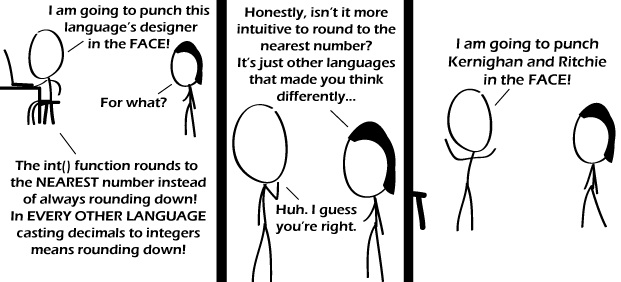 I am going to punch this
language's designer
in the FACE!
For what?
The int() function rounds to
the NEAREST number instead
of always rounding down!
In EVERY OTHER LANGUAGE
casting decimals to integers
means rounding down!
Honestly, isn't it more
intuitive to round to the
nearest number?
It's just other languages
that made you think
differently...
Huh. I guess
you're right.
I am going to punch
Kernighan and Ritchie
in the FACE!